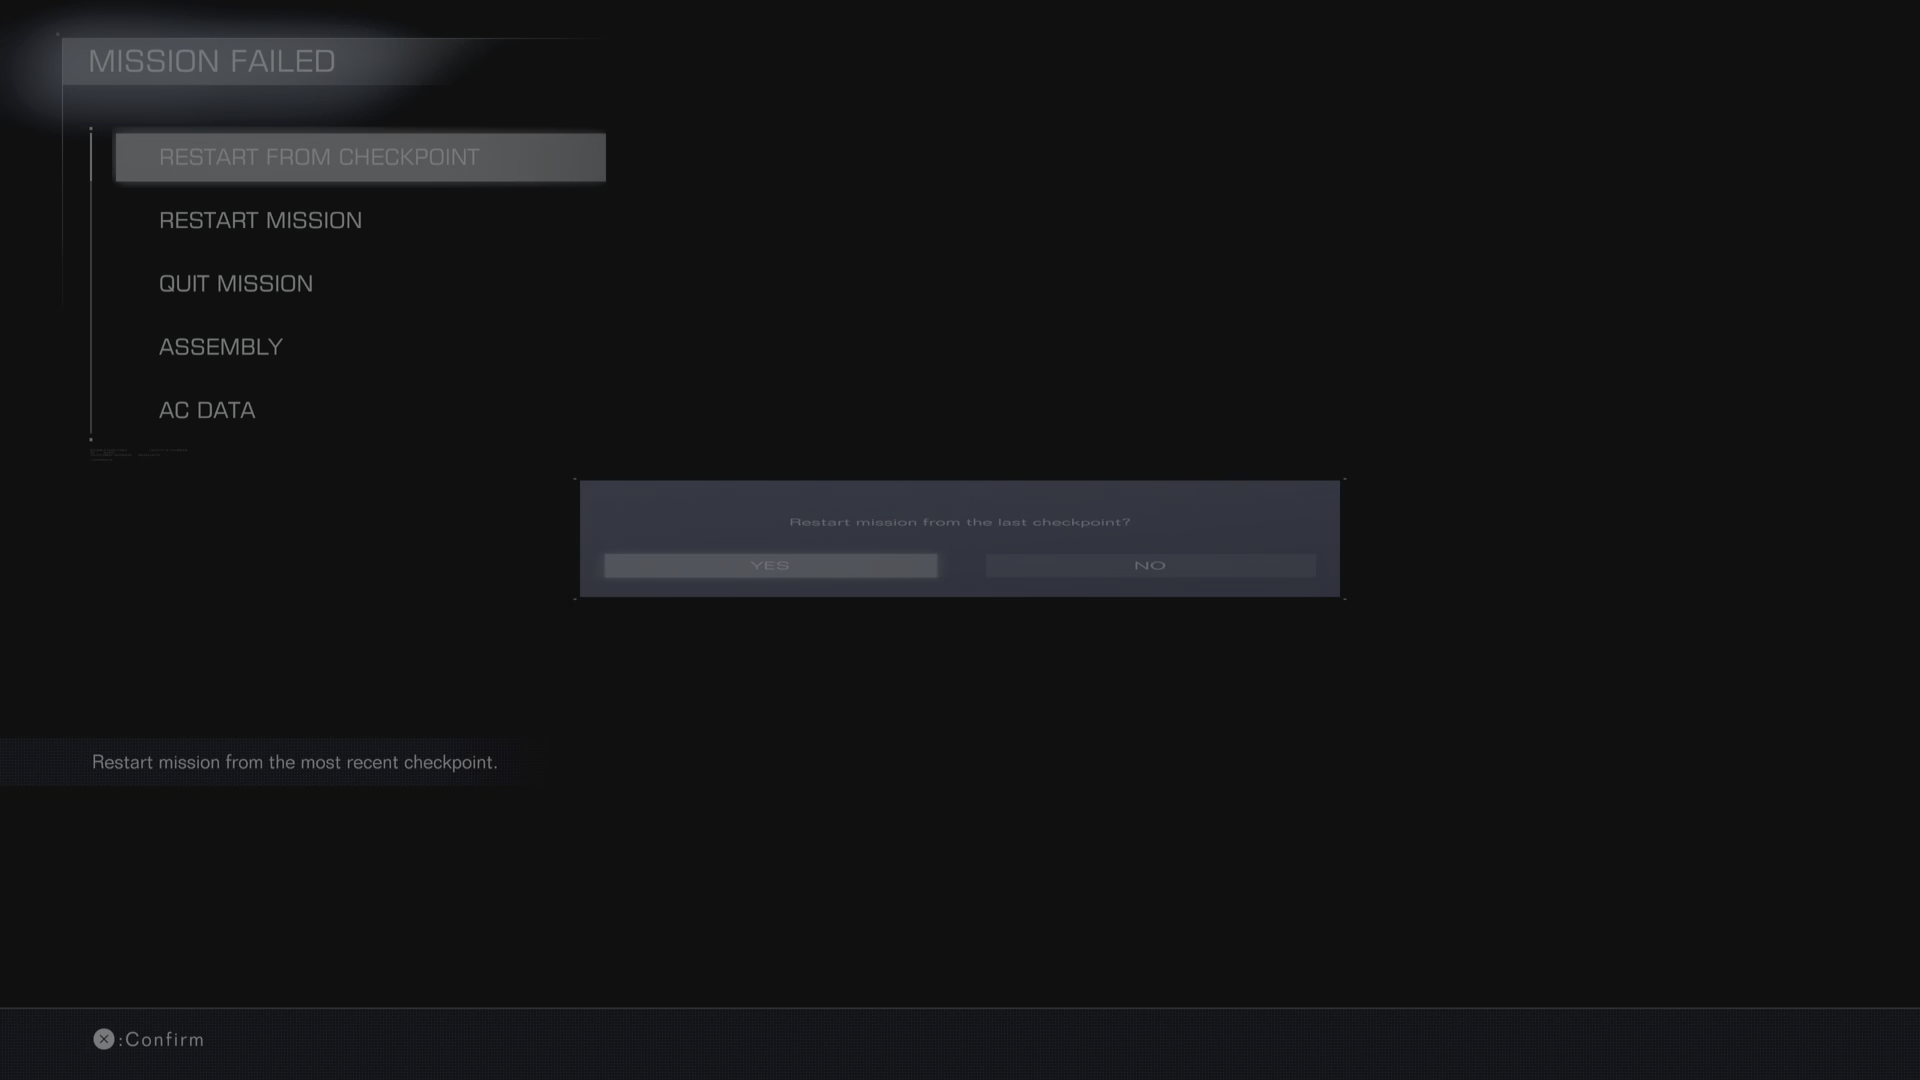 MISSION FAILED
RESTART FROM CHECKPOINT
RESTART MISSION
QUIT MISSION
ASSEMBLY
AC DATA
Restart mission from the last checkpoint?
YES NO
Restart mission from the most recent checkpoint.
:Confirm